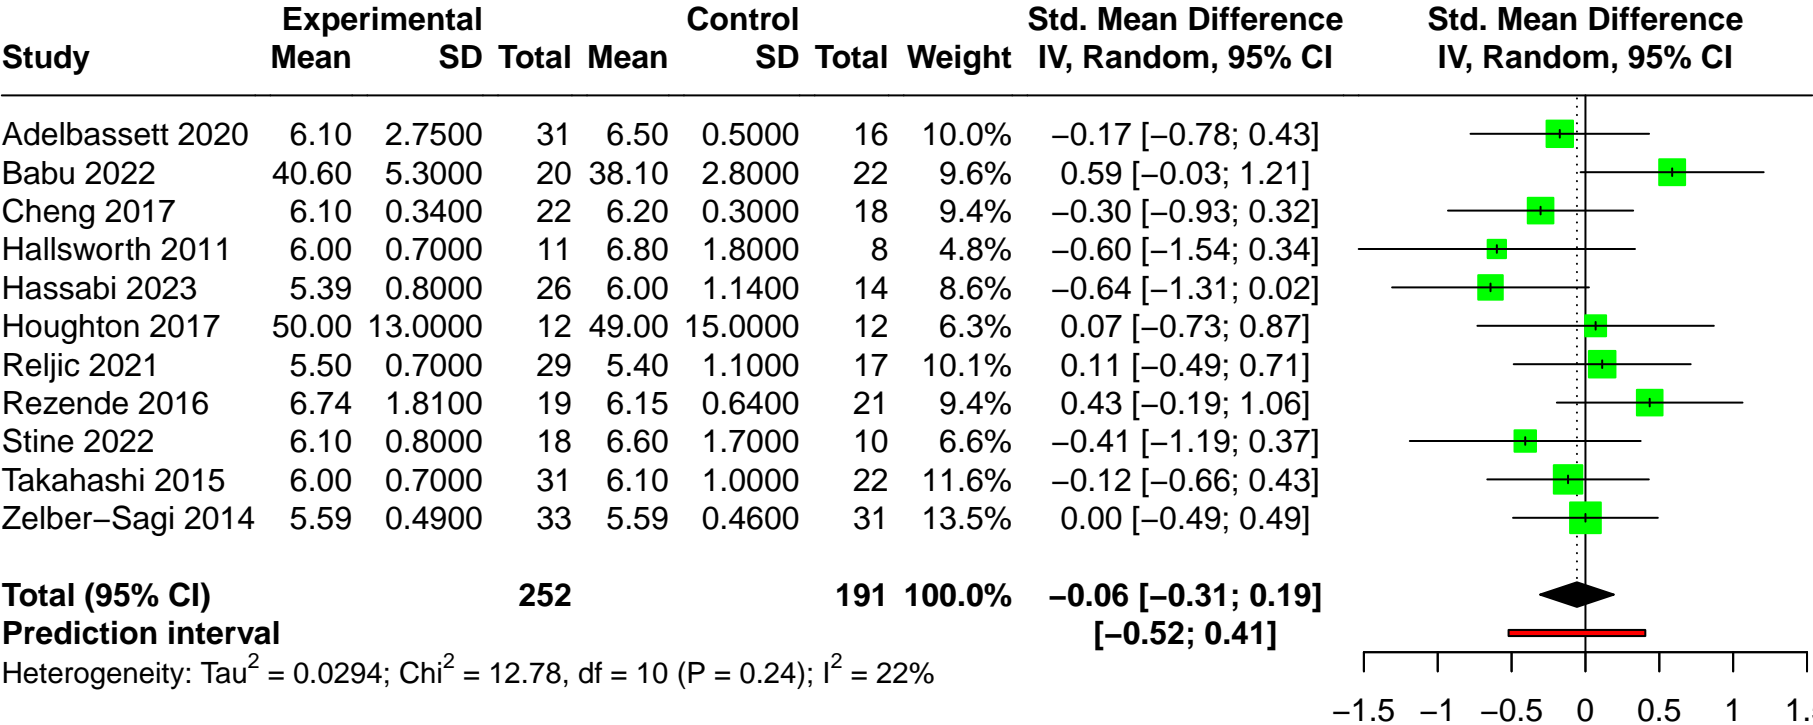 Experimental Control Std. Mean Difference Std. Mean Difference
Study Mean SD Total Mean SD Total Weight IV, Random, 95% CI IV, Random, 95% CI
Adelbassett 2020 6.10 2.7500 31 6.50 0.5000 16 10.0% −0.17 [−0.78; 0.43]
Babu 2022 40.60 5.3000 20 38.10 2.8000 22 9.6% 0.59 [−0.03; 1.21]
Cheng 2017 6.10 0.3400 22 6.20 0.3000 18 9.4% −0.30 [−0.93; 0.32]
Hallsworth 2011 6.00 0.7000 11 6.80 1.8000 8 4.8% −0.60 [−1.54; 0.34]
Hassabi 2023 5.39 0.8000 26 6.00 1.1400 14 8.6% −0.64 [−1.31; 0.02]
Houghton 2017 50.00 13.0000 12 49.00 15.0000 12 6.3% 0.07 [−0.73; 0.87]
Reljic 2021 5.50 0.7000 29 5.40 1.1000 17 10.1% 0.11 [−0.49; 0.71]
Rezende 2016 6.74 1.8100 19 6.15 0.6400 21 9.4% 0.43 [−0.19; 1.06]
Stine 2022 6.10 0.8000 18 6.60 1.7000 10 6.6% −0.41 [−1.19; 0.37]
Takahashi 2015 6.00 0.7000 31 6.10 1.0000 22 11.6% −0.12 [−0.66; 0.43]
Zelber−Sagi 2014 5.59 0.4900 33 5.59 0.4600 31 13.5% 0.00 [−0.49; 0.49]
Total (95% CI) 252 191 100.0% −0.06 [−0.31; 0.19]
Prediction interval [−0.52; 0.41]
Heterogeneity: Tau² = 0.0294; Chi² = 12.78, df = 10 (P = 0.24); I² = 22%
−1.5 −1 −0.5 0 0.5 1